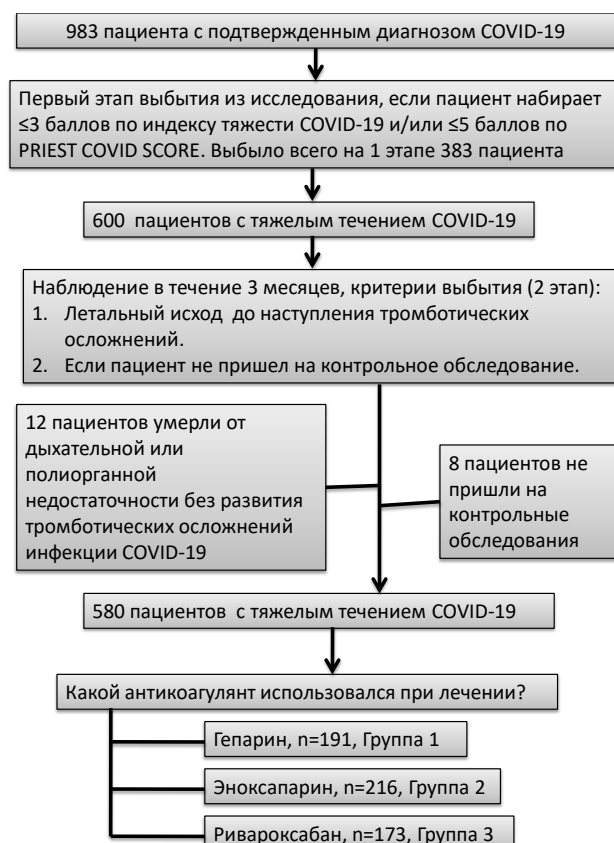 983 пациента с подтвержденным диагнозом COVID-19
Первый этап выбытия из исследования, если пациент набирает
≤3 баллов по индексу тяжести COVID-19 и/или ≤5 баллов по
PRIEST COVID SCORE. Выбыло всего на 1 этапе 383 пациента
600 пациентов с тяжелым течением COVID-19
Наблюдение в течение 3 месяцев, критерии выбытия (2 этап):
1. Летальный исход до наступления тромботических
осложнений.
2. Если пациент не пришел на контрольное обследование.
12 пациентов умерли от
дыхательной или
полиорганной
недостаточности без развития
тромботических осложнений
инфекции COVID-19
8 пациентов не
пришли на
контрольные
обследования
580 пациентов с тяжелым течением COVID-19
Какой антикоагулянт использовался при лечении?
Гепарин, n=191, Группа 1
Эноксапарин, n=216, Группа 2
Ривароксабан, n=173, Группа 3